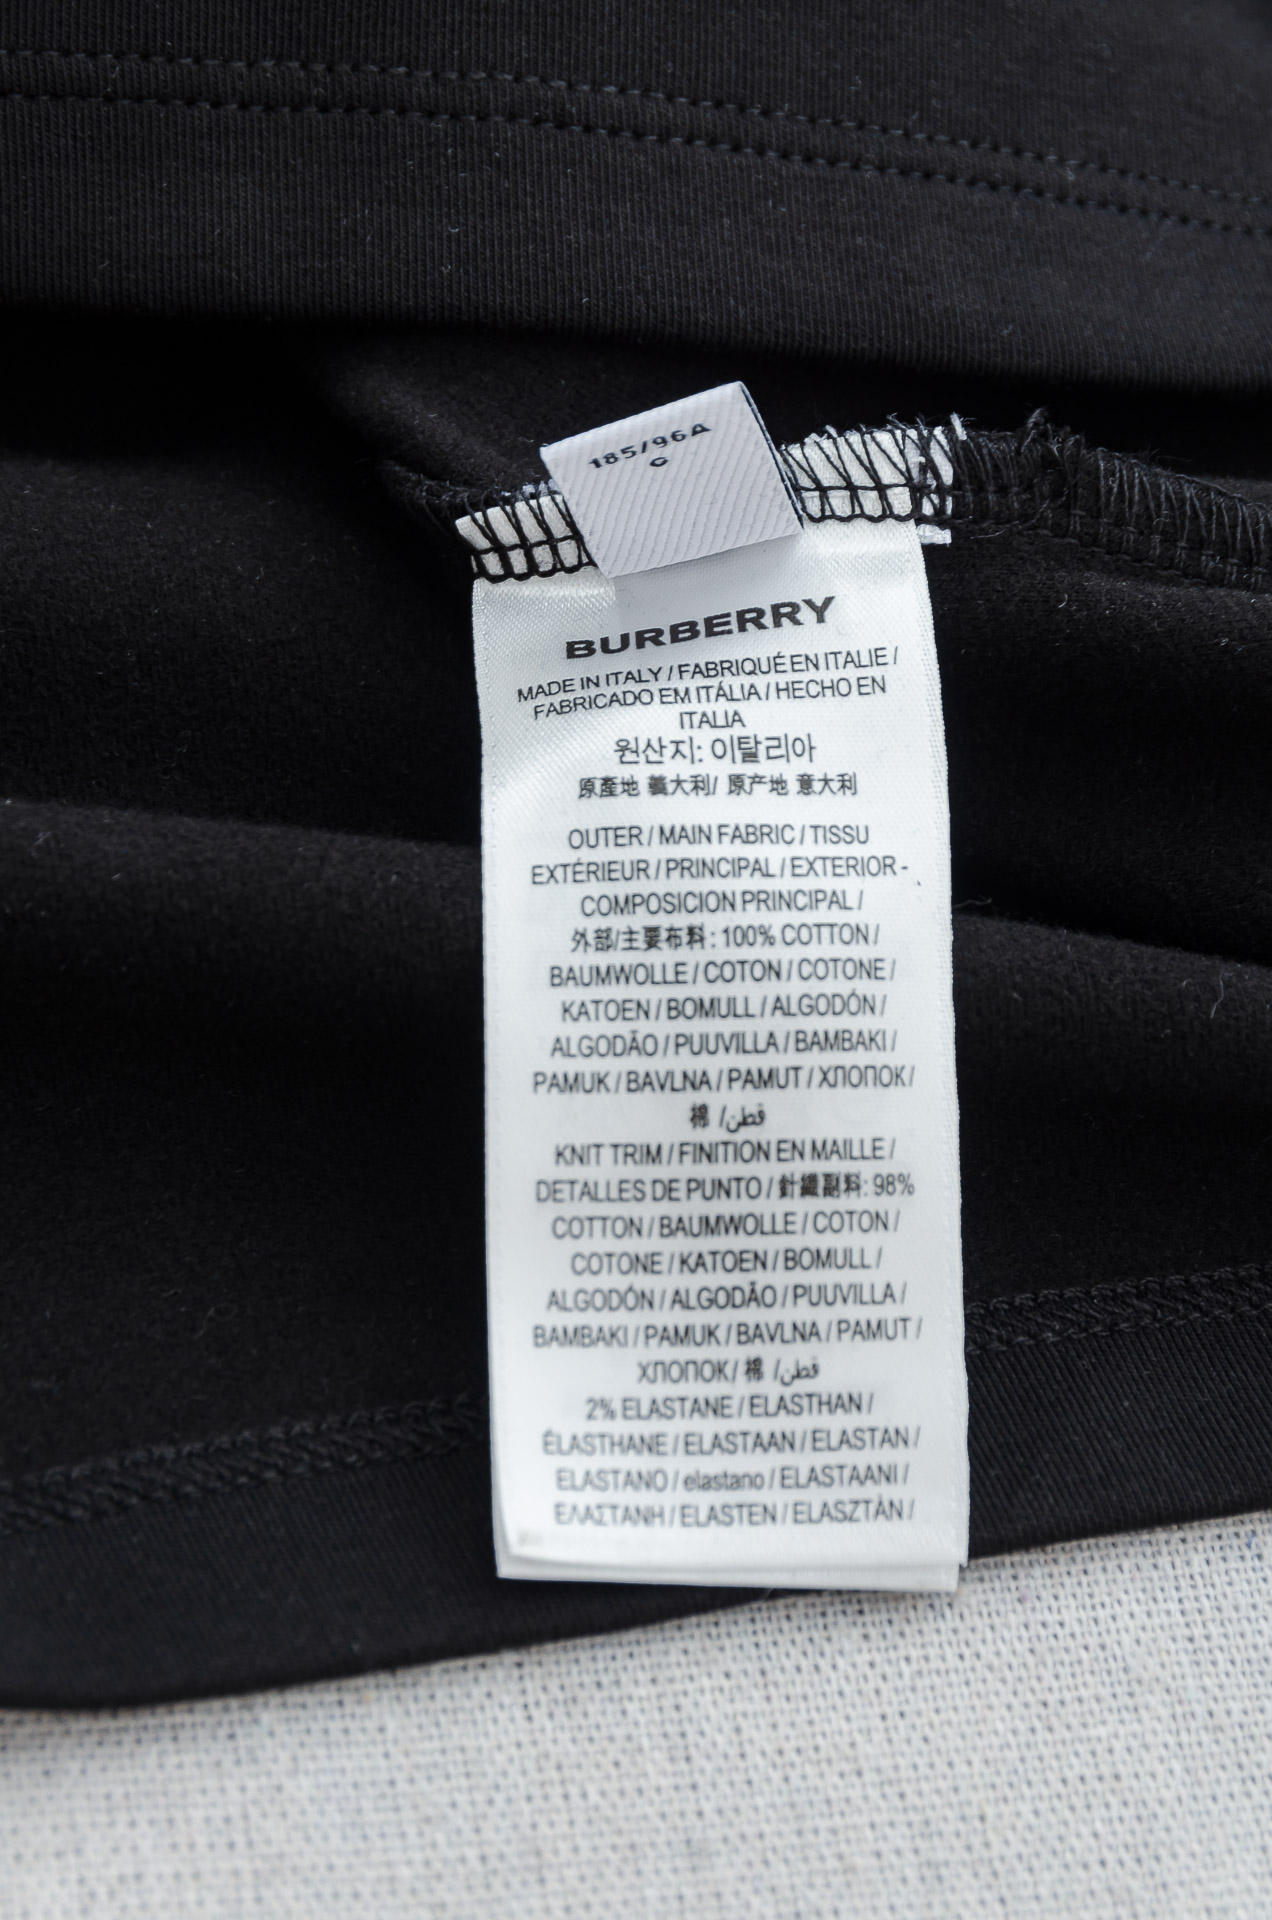 185/96A
C
BURBERRY
MADE IN ITALY / FABRIQUÉ EN ITALIE /
FABRICADO EM ITÁLIA / HECHO EN
ITALIA
원산지: 이탈리아
原產地 義大利/ 原产地 意大利
OUTER / MAIN FABRIC / TISSU
EXTÉRIEUR / PRINCIPAL / EXTERIOR -
COMPOSICION PRINCIPAL /
外部/主要布料: 100% COTTON /
BAUMWOLLE / COTON / COTONE /
KATOEN / BOMULL / ALGODÓN /
ALGODÃO / PUUVILLA / BAMBAKI /
PAMUK / BAVLNA / PAMUT / ХЛОПОК /
棉 /قطن
KNIT TRIM / FINITION EN MAILLE /
DETALLES DE PUNTO / 針織副料: 98%
COTTON / BAUMWOLLE / COTON /
COTONE / KATOEN / BOMULL /
ALGODÓN / ALGODÃO / PUUVILLA /
BAMBAKI / PAMUK / BAVLNA / PAMUT /
ХЛОПОК/ 棉 /قطن
2% ELASTANE / ELASTHAN /
ÉLASTHANE / ELASTAAN / ELASTAN /
ELASTANO / elastano / ELASTAANI /
ΕΛΑΣΤΑΝΗ / ELASTEN / ELASZTÁN /